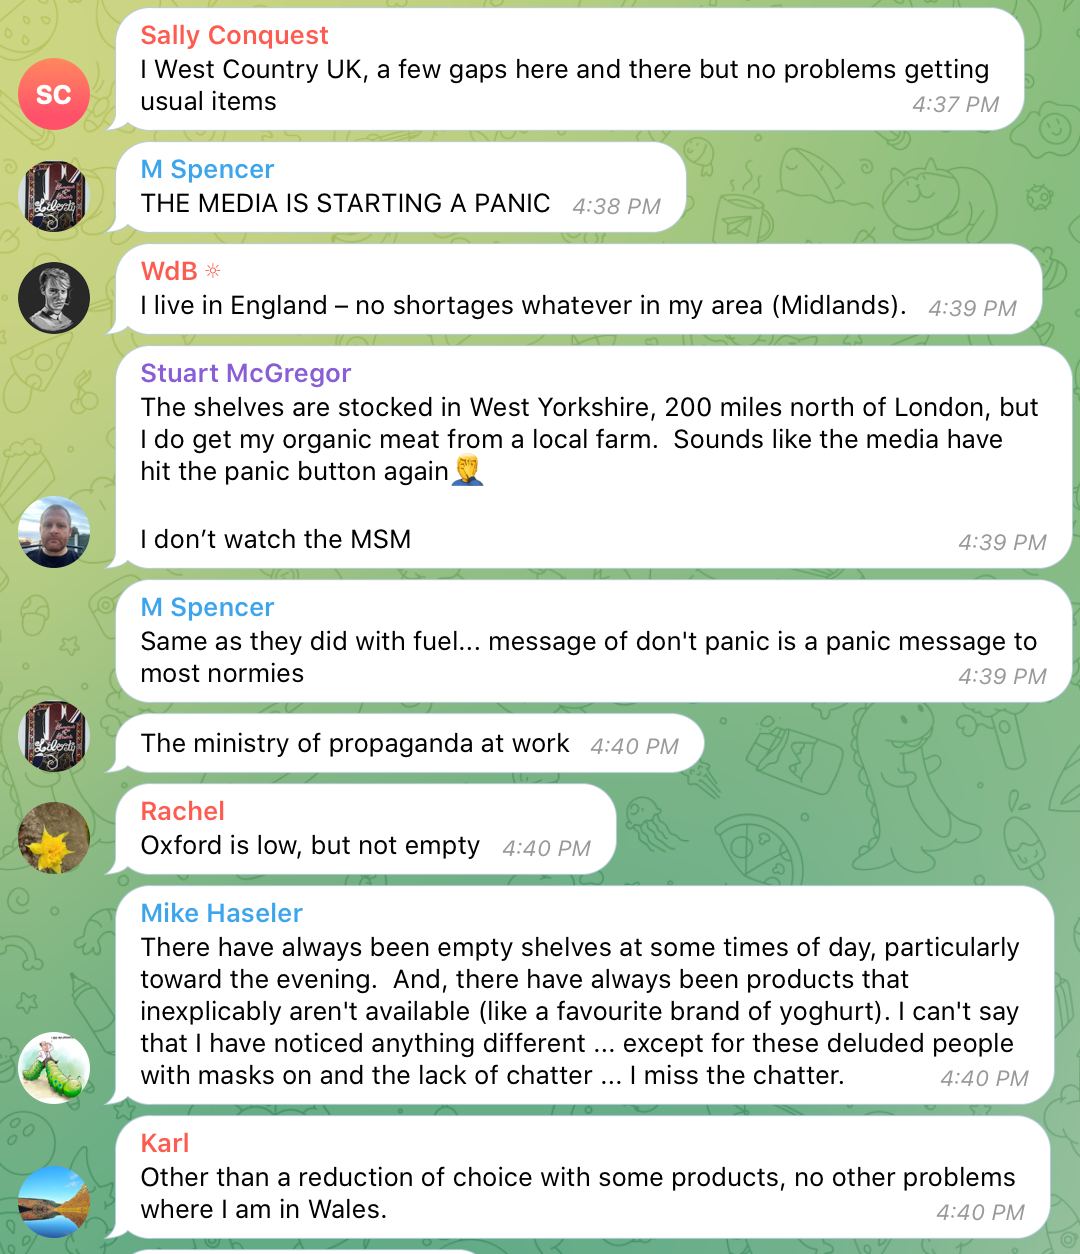 Sally Conquest
I West Country UK, a few gaps here and there but no problems getting
usual items
4:37 PM
SC
M Spencer
THE MEDIA IS STARTING A PANIC 4:38 PM
Liberty
WdB ☼
I live in England – no shortages whatever in my area (Midlands). 4:39 PM
Stuart McGregor
The shelves are stocked in West Yorkshire, 200 miles north of London, but
I do get my organic meat from a local farm.  Sounds like the media have
hit the panic button again🤦‍♂️
I don’t watch the MSM
4:39 PM
M Spencer
Same as they did with fuel... message of don't panic is a panic message to
most normies
4:39 PM
Liberty
The ministry of propaganda at work 4:40 PM
Rachel
Oxford is low, but not empty 4:40 PM
Mike Haseler
There have always been empty shelves at some times of day, particularly
toward the evening.  And, there have always been products that
inexplicably aren't available (like a favourite brand of yoghurt). I can't say
that I have noticed anything different ... except for these deluded people
with masks on and the lack of chatter ... I miss the chatter. 4:40 PM
Karl
Other than a reduction of choice with some products, no other problems
where I am in Wales.
4:40 PM